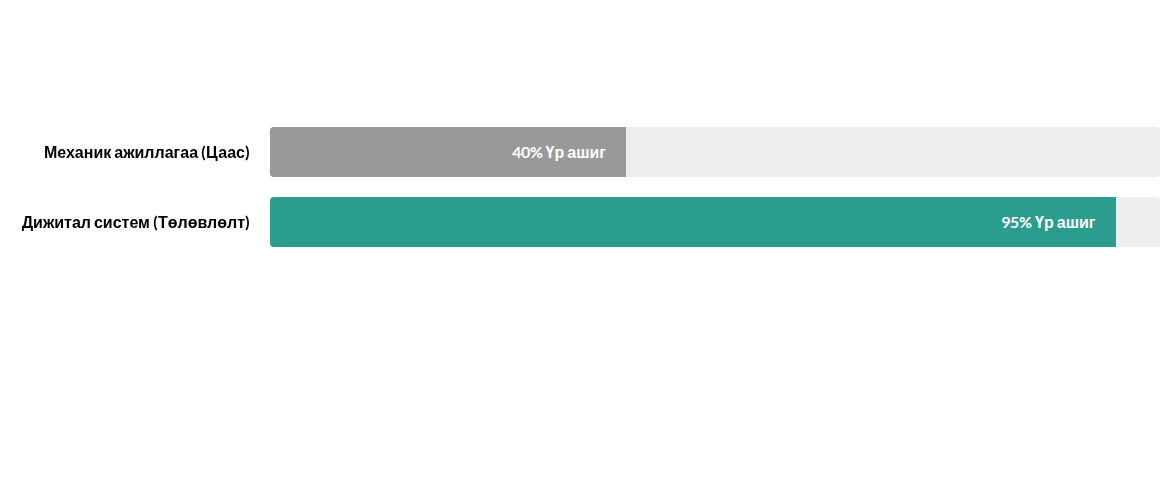 Механик ажиллагаа (Цаас)
40% Үр ашиг
Дижитал систем (Төлөвлөлт)
95% Үр ашиг